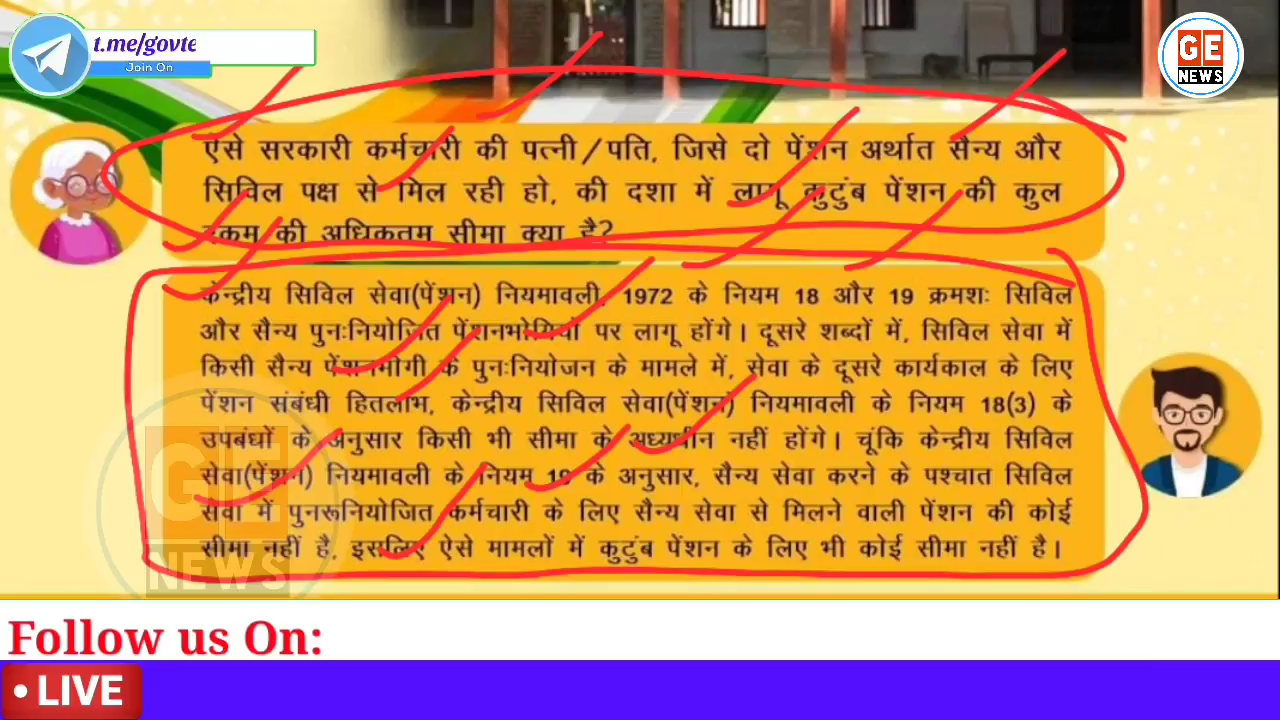 t.me/govte
Join On
GE
NEWS
ऐसे सरकारी कर्मचारी की पत्नी/पति, जिसे दो पेंशन अर्थात सैन्य और
सिविल पक्ष से मिल रही हो, की दशा में लागू कुटुंब पेंशन की कुल
रकम की अधिकतम सीमा क्या है?
केन्द्रीय सिविल सेवा(पेंशन) नियमावली, 1972 के नियम 18 और 19 क्रमशः सिविल
और सैन्य पुनःनियोजित पेंशनभोगियों पर लागू होंगे। दूसरे शब्दों में, सिविल सेवा में
किसी सैन्य पेंशनभोगी के पुनःनियोजन के मामले में, सेवा के दूसरे कार्यकाल के लिए
पेंशन संबंधी हितलाभ, केन्द्रीय सिविल सेवा(पेंशन) नियमावली के नियम 18(3) के
उपबंधों के अनुसार किसी भी सीमा के अध्यधीन नहीं होंगे। चूंकि केन्द्रीय सिविल
सेवा(पेंशन) नियमावली के नियम 19 के अनुसार, सैन्य सेवा करने के पश्चात सिविल
सेवा में पुनरूनियोजित कर्मचारी के लिए सैन्य सेवा से मिलने वाली पेंशन की कोई
सीमा नहीं है, इसलिए ऐसे मामलों में कुटुंब पेंशन के लिए भी कोई सीमा नहीं है।
GE
NEWS
Follow us On:
• LIVE